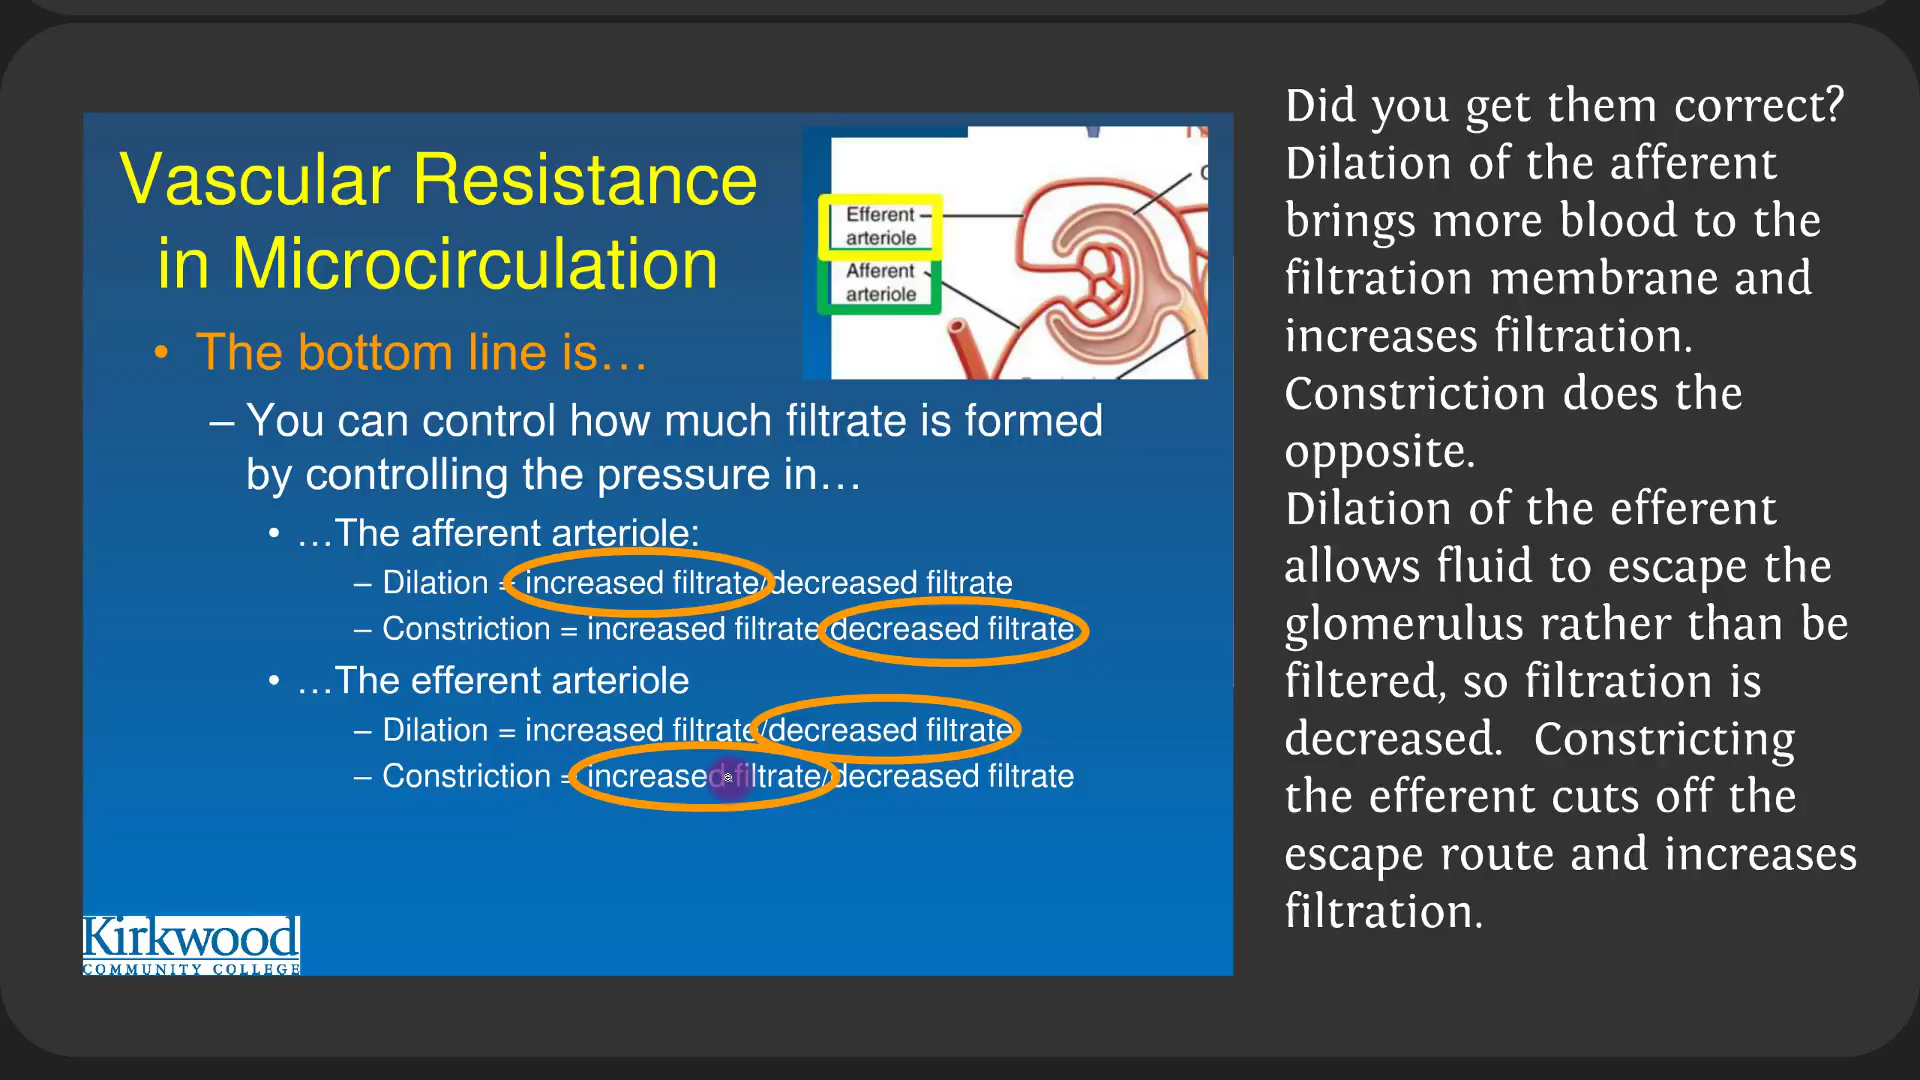 Vascular Resistance
in Microcirculation
Efferent
arteriole
Afferent
arteriole
• The bottom line is…
– You can control how much filtrate is formed
by controlling the pressure in…
• …The afferent arteriole:
– Dilation = increased filtrate/decreased filtrate
– Constriction = increased filtrate/decreased filtrate
• …The efferent arteriole
– Dilation = increased filtrate/decreased filtrate
– Constriction = increased filtrate/decreased filtrate
Kirkwood
COMMUNITY COLLEGE
Did you get them correct?
Dilation of the afferent
brings more blood to the
filtration membrane and
increases filtration.
Constriction does the
opposite.
Dilation of the efferent
allows fluid to escape the
glomerulus rather than be
filtered, so filtration is
decreased.  Constricting
the efferent cuts off the
escape route and increases
filtration.